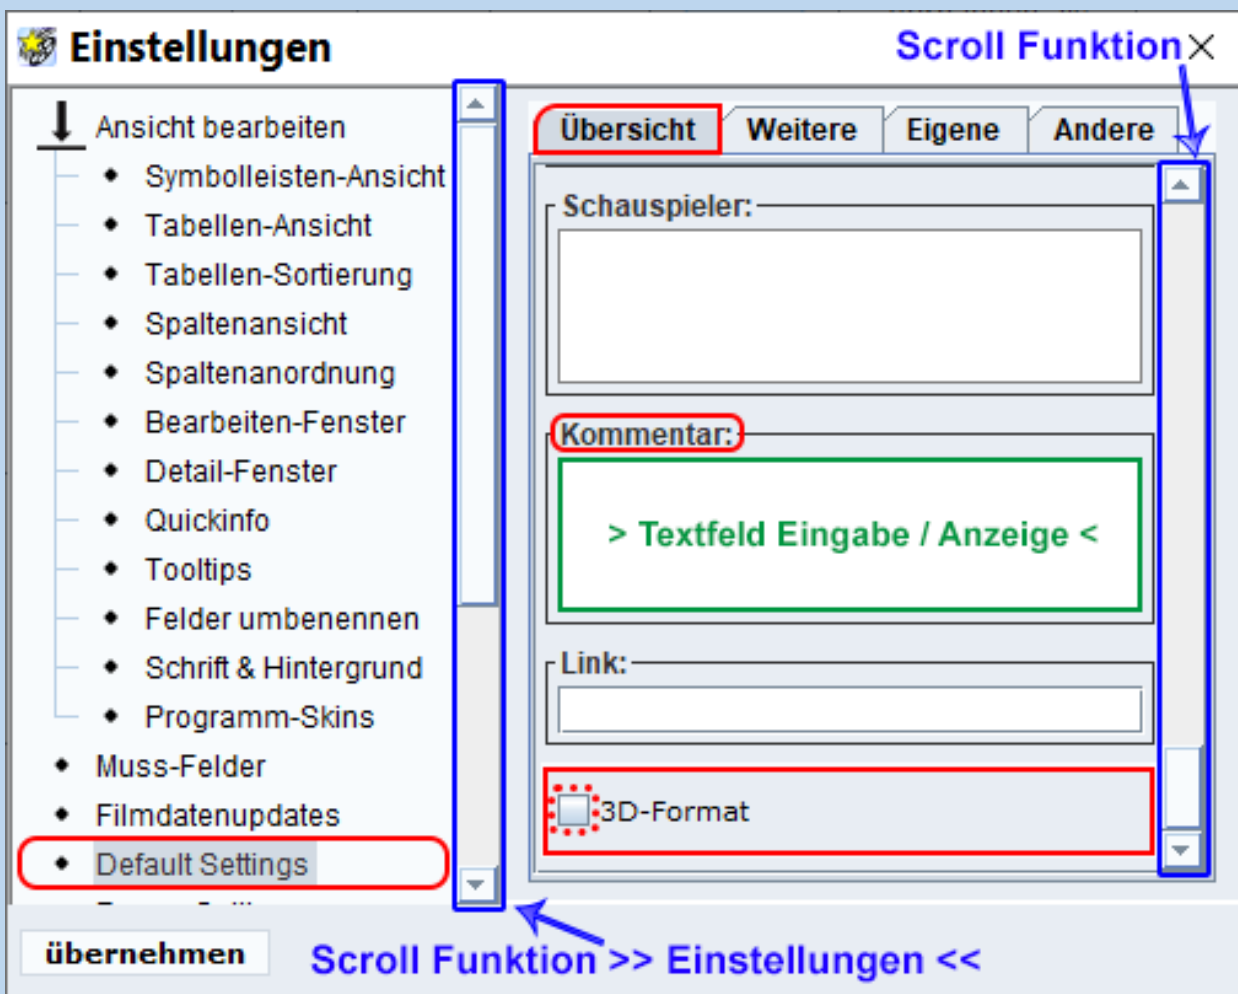 Einstellungen
Scroll Funktion
Ansicht bearbeiten
Symbolleisten-Ansicht
Tabellen-Ansicht
Tabellen-Sortierung
Spaltenansicht
Spaltenanordnung
Bearbeiten-Fenster
Detail-Fenster
Quickinfo
Tooltips
Felder umbenennen
Schrift & Hintergrund
Programm-Skins
Muss-Felder
Filmdatenupdates
Default Settings
Übersicht Weitere Eigene Andere
Schauspieler:
Kommentar:
> Textfeld Eingabe / Anzeige <
Link:
3D-Format
übernehmen
Scroll Funktion >> Einstellungen <<